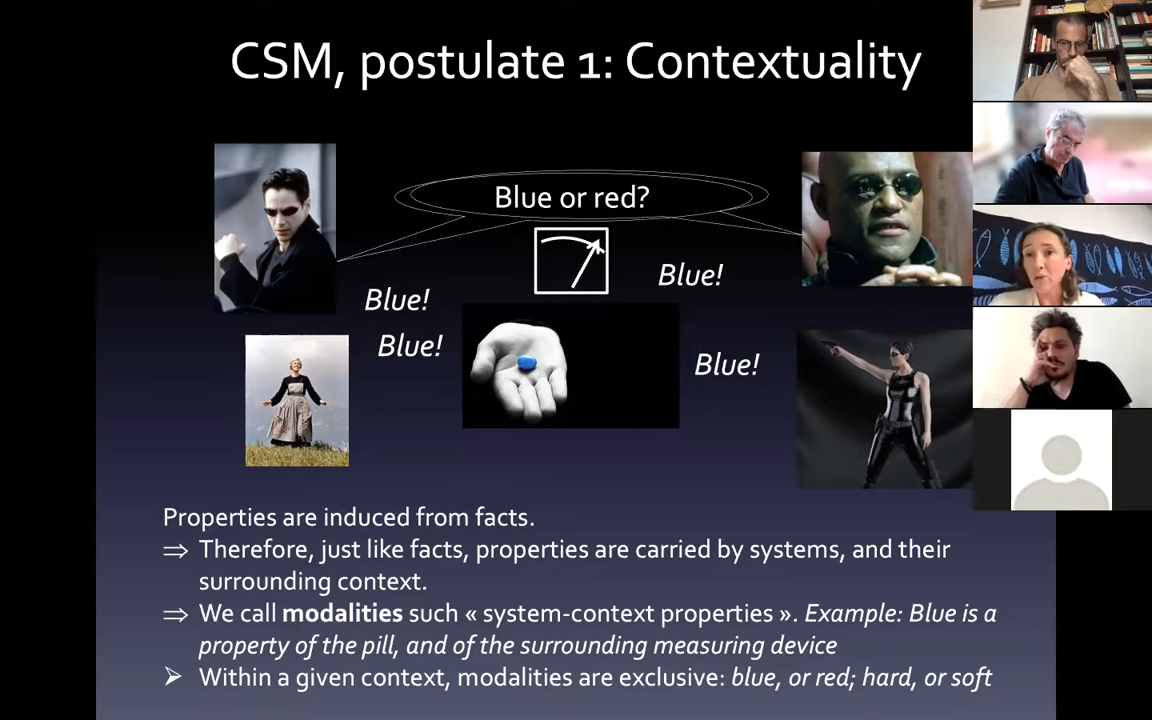 CSM, postulate 1: Contextuality
Blue or red?
Blue!
Blue!
Blue!
Blue!
Properties are induced from facts.
⇒ Therefore, just like facts, properties are carried by systems, and their
surrounding context.
⇒ We call modalities such « system-context properties ». Example: Blue is a
property of the pill, and of the surrounding measuring device
➢ Within a given context, modalities are exclusive: blue, or red; hard, or soft